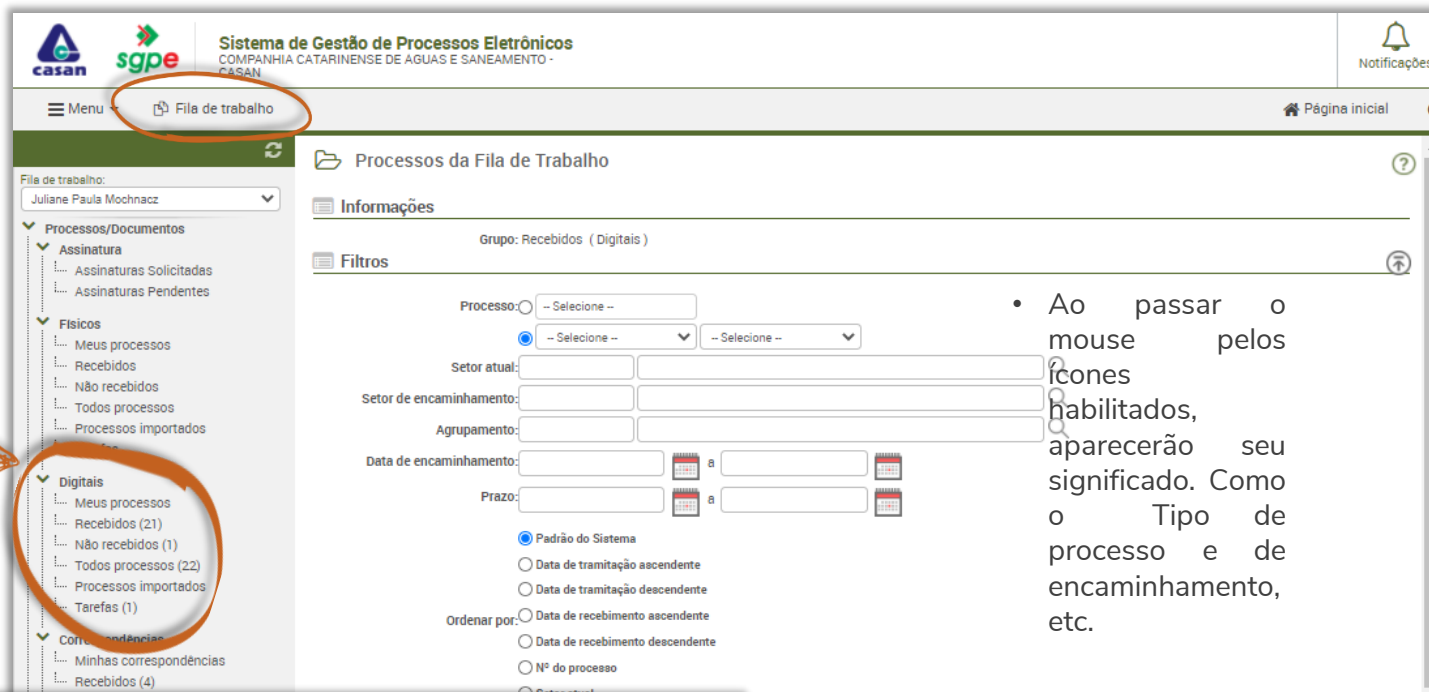 casan
sgpe
Sistema de Gestão de Processos Eletrônicos
COMPANHIA CATARINENSE DE AGUAS E SANEAMENTO -
CASAN
Notificações
Menu
Fila de trabalho
Página inicial
Fila de trabalho:
Juliane Paula Mochnacz
Processos/Documentos
Assinatura
Assinaturas Solicitadas
Assinaturas Pendentes
Físicos
Meus processos
Recebidos
Não recebidos
Todos processos
Processos importados
Digitais
Meus processos
Recebidos (21)
Não recebidos (1)
Todos processos (22)
Processos importados
Tarefas (1)
Correspondências
Minhas correspondências
Recebidos (4)
Processos da Fila de Trabalho
?
Informações
Grupo: Recebidos ( Digitais )
Filtros
Processo: -- Selecione --
-- Selecione -- -- Selecione --
Setor atual:
Setor de encaminhamento:
Agrupamento:
Data de encaminhamento: a
Prazo: a
Padrão do Sistema
Data de tramitação ascendente
Data de tramitação descendente
Ordenar por: Data de recebimento ascendente
Data de recebimento descendente
Nº do processo
Setor atual
• Ao passar o
mouse pelos
ícones
habilitados,
aparecerão seu
significado. Como
o Tipo de
processo e de
encaminhamento,
etc.